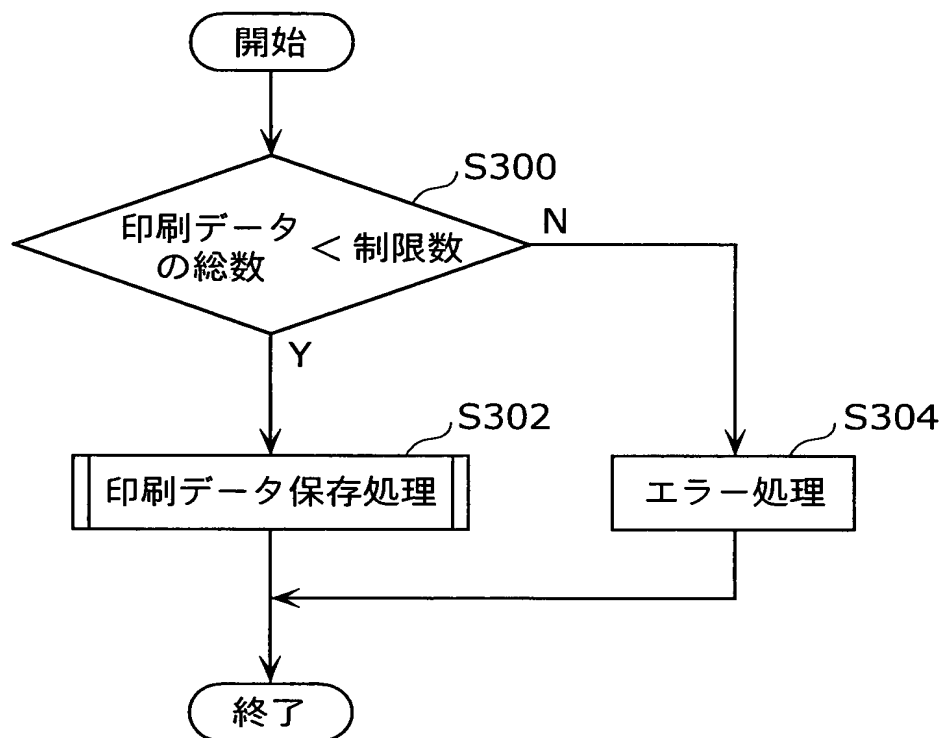 開始
S300
印刷データ
の総数
< 制限数
N
Y
S302
印刷データ保存処理
S304
エラー処理
終了